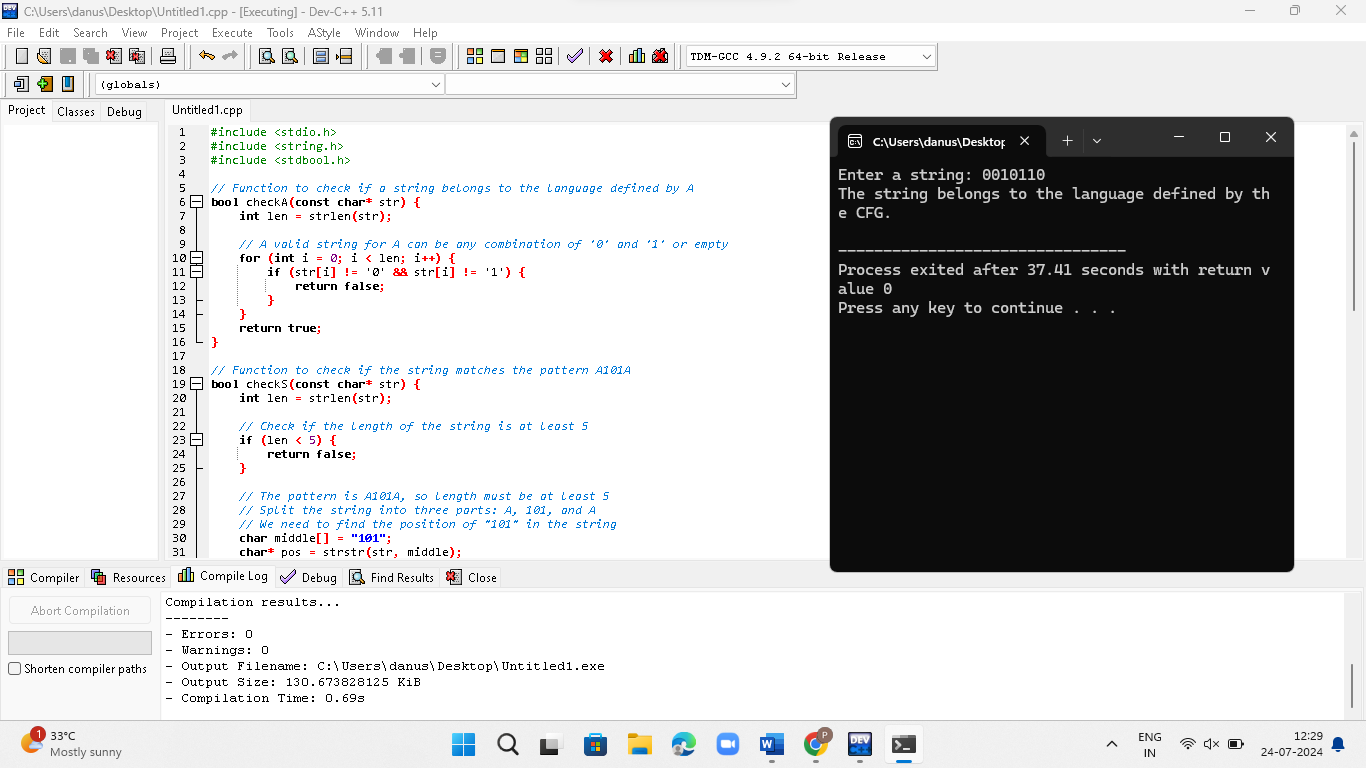 C:\Users\danus\Desktop\Untitled1.cpp - [Executing] - Dev-C++ 5.11
File Edit Search View Project Execute Tools AStyle Window Help
TDM-GCC 4.9.2 64-bit Release
(globals)
Project Classes Debug
Untitled1.cpp
1 #include <stdio.h>
2 #include <string.h>
3 #include <stdbool.h>
4
5 // Function to check if a string belongs to the language defined by A
6 bool checkA(const char* str) {
7 int len = strlen(str);
8
9 // A valid string for A can be any combination of '0' and '1' or empty
10 for (int i = 0; i < len; i++) {
11 if (str[i] != '0' && str[i] != '1') {
12 return false;
13 }
14 }
15 return true;
16 }
17
18 // Function to check if the string matches the pattern A101A
19 bool checkS(const char* str) {
20 int len = strlen(str);
21
22 // Check if the length of the string is at least 5
23 if (len < 5) {
24 return false;
25 }
26
27 // The pattern is A101A, so length must be at least 5
28 // Split the string into three parts: A, 101, and A
29 // We need to find the position of "101" in the string
30 char middle[] = "101";
31 char* pos = strstr(str, middle);
C:\Users\danus\Desktop
Enter a string: 0010110
The string belongs to the language defined by th
e CFG.
--------------------------------
Process exited after 37.41 seconds with return v
alue 0
Press any key to continue . . .
Compiler Resources Compile Log Debug Find Results Close
Abort Compilation
Shorten compiler paths
Compilation results...
--------
- Errors: 0
- Warnings: 0
- Output Filename: C:\Users\danus\Desktop\Untitled1.exe
- Output Size: 130.673828125 KiB
- Compilation Time: 0.69s
1
33°C
Mostly sunny
DEV
P
DEV
ENG
IN
12:29
24-07-2024